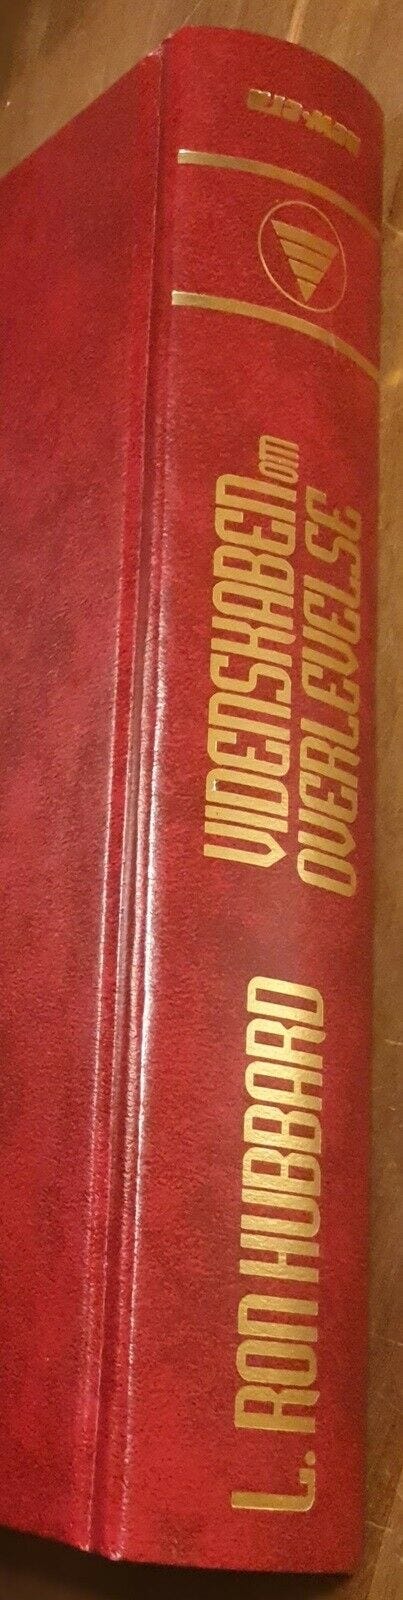 L. RON HUBBARD
VIDENSKABEN OM
OVERLEVELSE